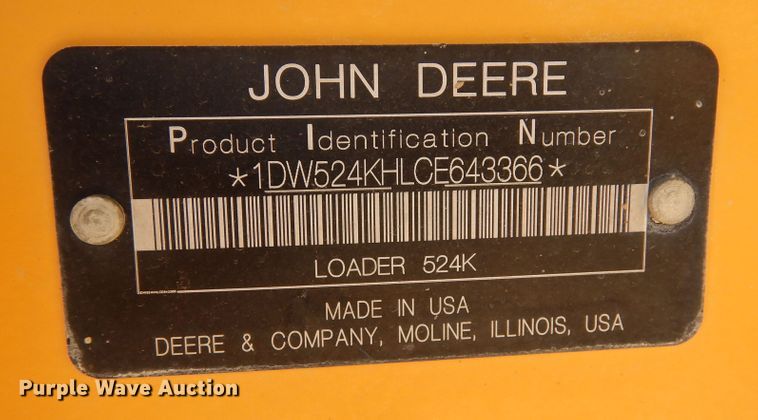 JOHN DEERE
Product Identification Number
*1DW524KHLCE643366*
LOADER 524K
MADE IN USA
DEERE & COMPANY, MOLINE, ILLINOIS, USA
Purple Wave Auction